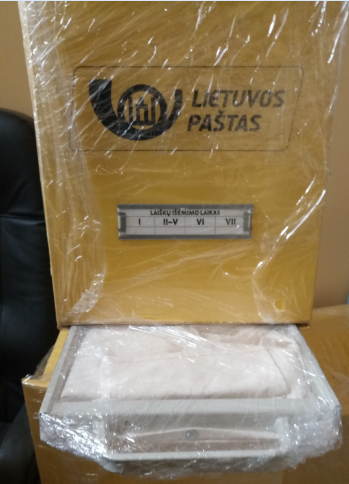 LIETUVOS
PAŠTAS
LAIŠKŲ IŠĖMIMO LAIKAS
I II-V VI VII